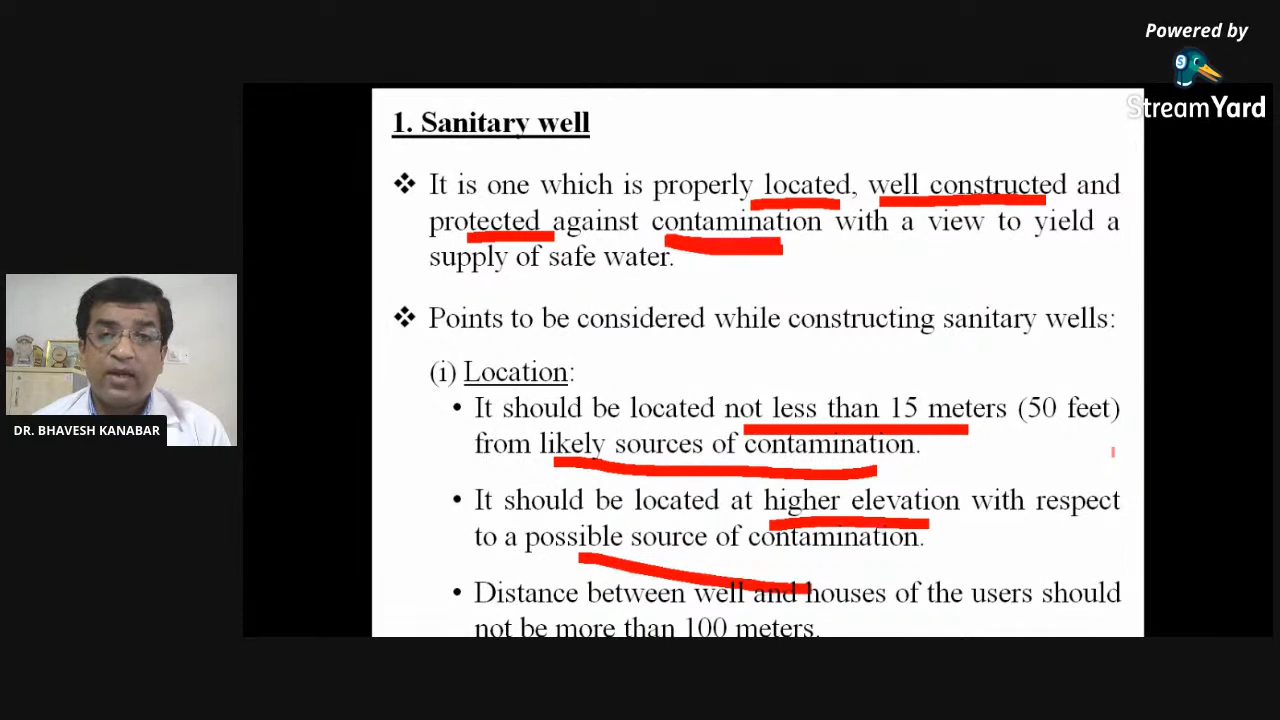 Powered by
StreamYard
1. Sanitary well
❖ It is one which is properly located, well constructed and
protected against contamination with a view to yield a
supply of safe water.
❖ Points to be considered while constructing sanitary wells:
(i) Location:
• It should be located not less than 15 meters (50 feet)
from likely sources of contamination.
• It should be located at higher elevation with respect
to a possible source of contamination.
• Distance between well and houses of the users should
not be more than 100 meters.
DR. BHAVESH KANABAR